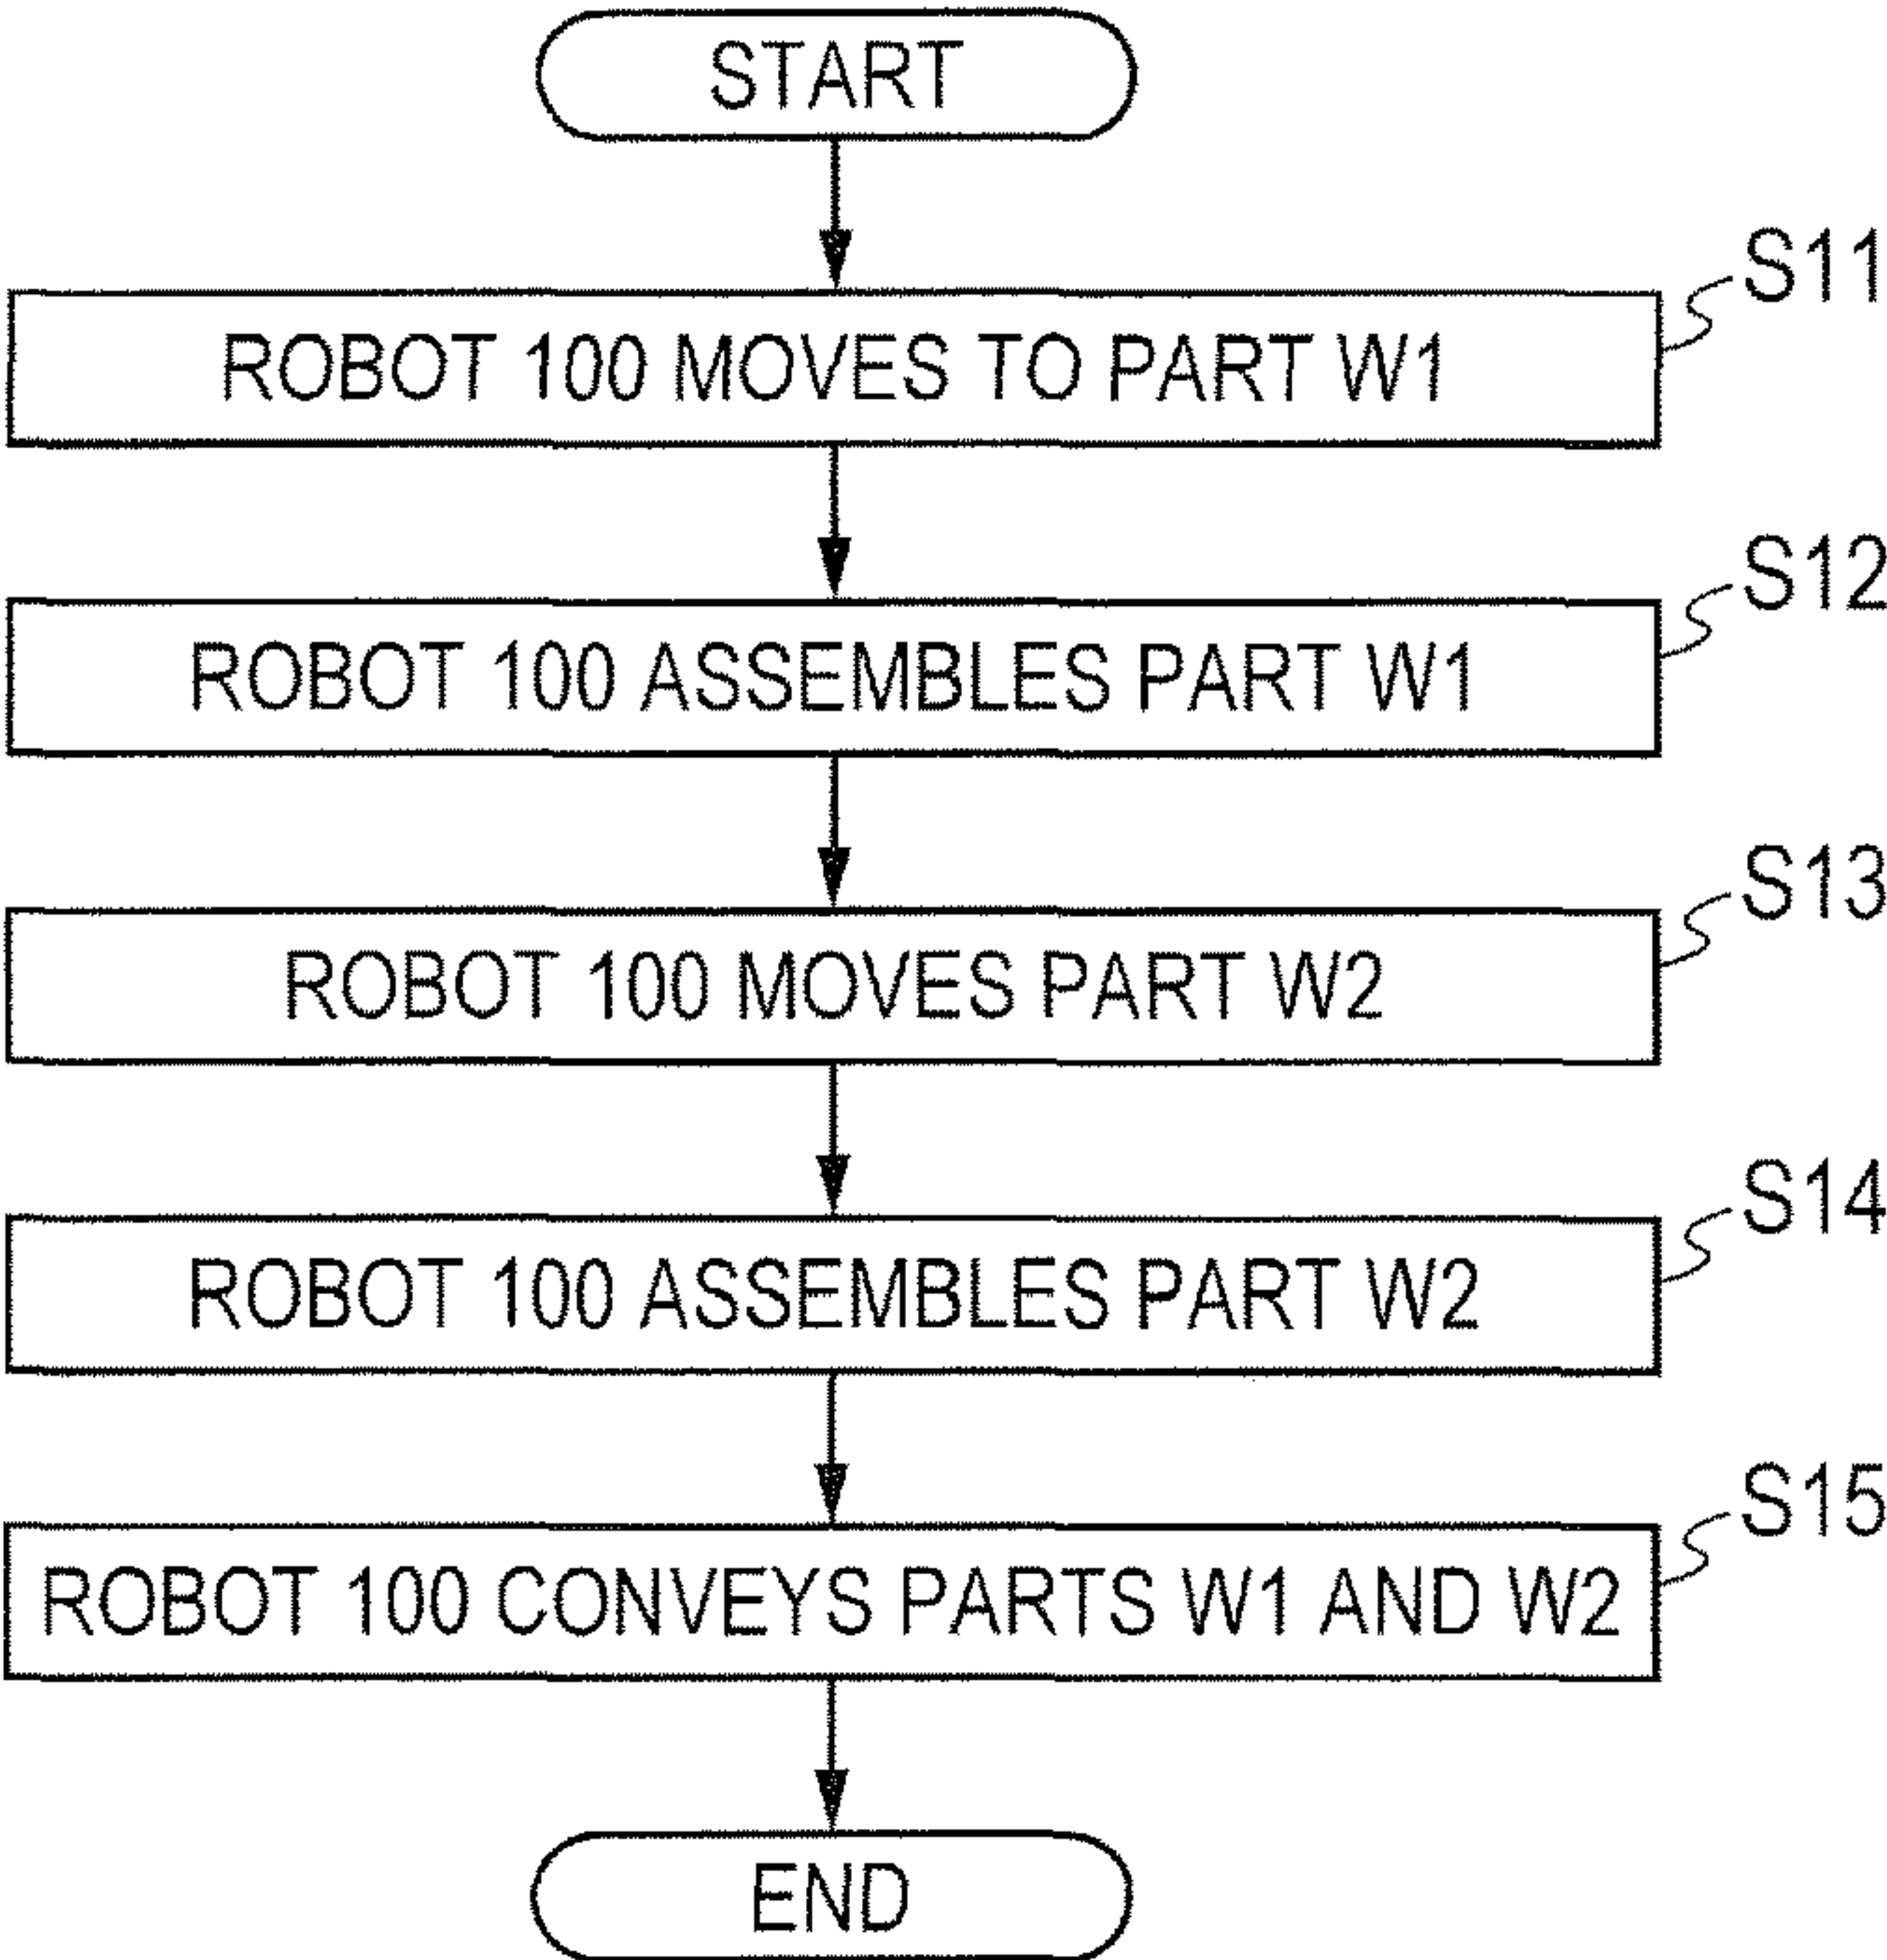 START
S11
ROBOT 100 MOVES TO PART W1
S12
ROBOT 100 ASSEMBLES PART W1
S13
ROBOT 100 MOVES PART W2
S14
ROBOT 100 ASSEMBLES PART W2
S15
ROBOT 100 CONVEYS PARTS W1 AND W2
END